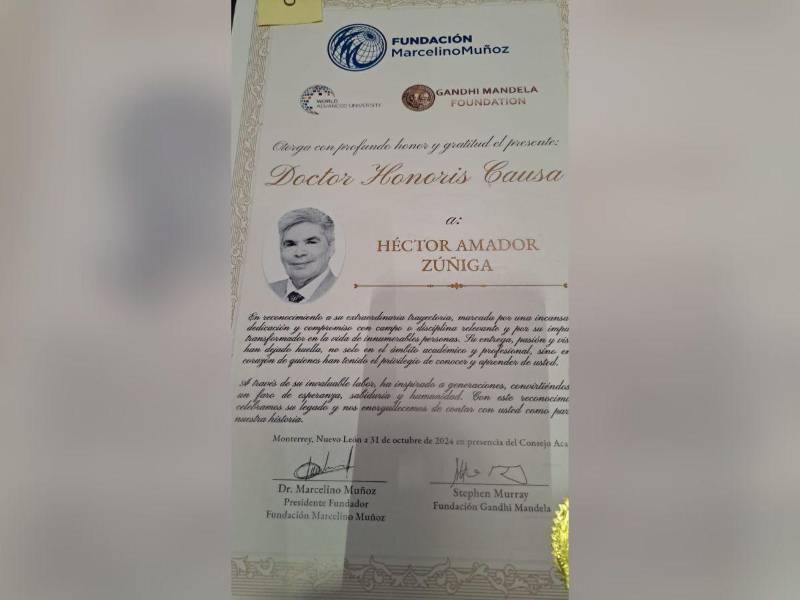 FUNDACIÓN
MarcelinoMuñoz
WORLD
ADVANCED UNIVERSITY
GANDHI MANDELA
FOUNDATION
Otorga con profundo honor y gratitud el presente:
Doctor Honoris Causa
a:
HÉCTOR AMADOR
ZÚÑIGA
En reconocimiento a su extraordinaria trayectoria, marcada por una incansa
dedicación y compromiso con campo o disciplina relevante y por su impa
transformador en la vida de innumerables personas. Su entrega, pasión y vis
han dejado huella, no solo en el ámbito académico y profesional, sino en
corazón de quienes han tenido el privilegio de conocer y aprender de usted.
A través de su invaluable labor, ha inspirado a generaciones, convirtiéndos
un faro de esperanza, sabiduría y humanidad. Con este reconocimi
celebramos su legado y nos enorgullecemos de contar con usted como par
nuestra historia.
Monterrey, Nuevo León a 31 de octubre de 2024 en presencia del Consejo Aca
Dr. Marcelino Muñoz
Presidente Fundador
Fundación Marcelino Muñoz
Stephen Murray
Fundación Gandhi Mandela